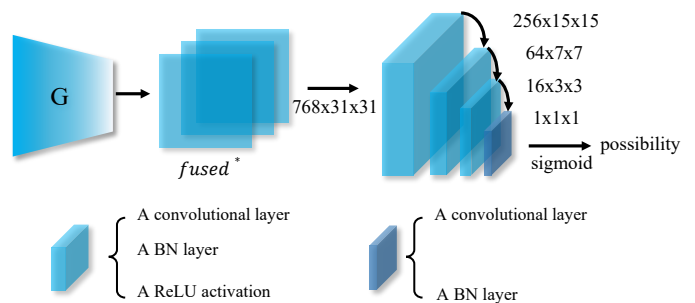 G
fused *
768x31x31
256x15x15
64x7x7
16x3x3
1x1x1
sigmoid
possibility
A convolutional layer
A BN layer
A ReLU activation
A convolutional layer
A BN layer